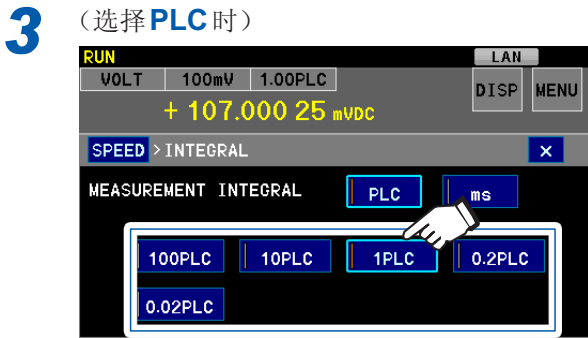 3 (选择PLC时)
RUN LAN
VOLT 100mV 1.00PLC DISP MENU
+ 107.000 25 mVDC
SPEED > INTEGRAL ×
MEASUREMENT INTEGRAL PLC ms
100PLC 10PLC 1PLC 0.2PLC
0.02PLC